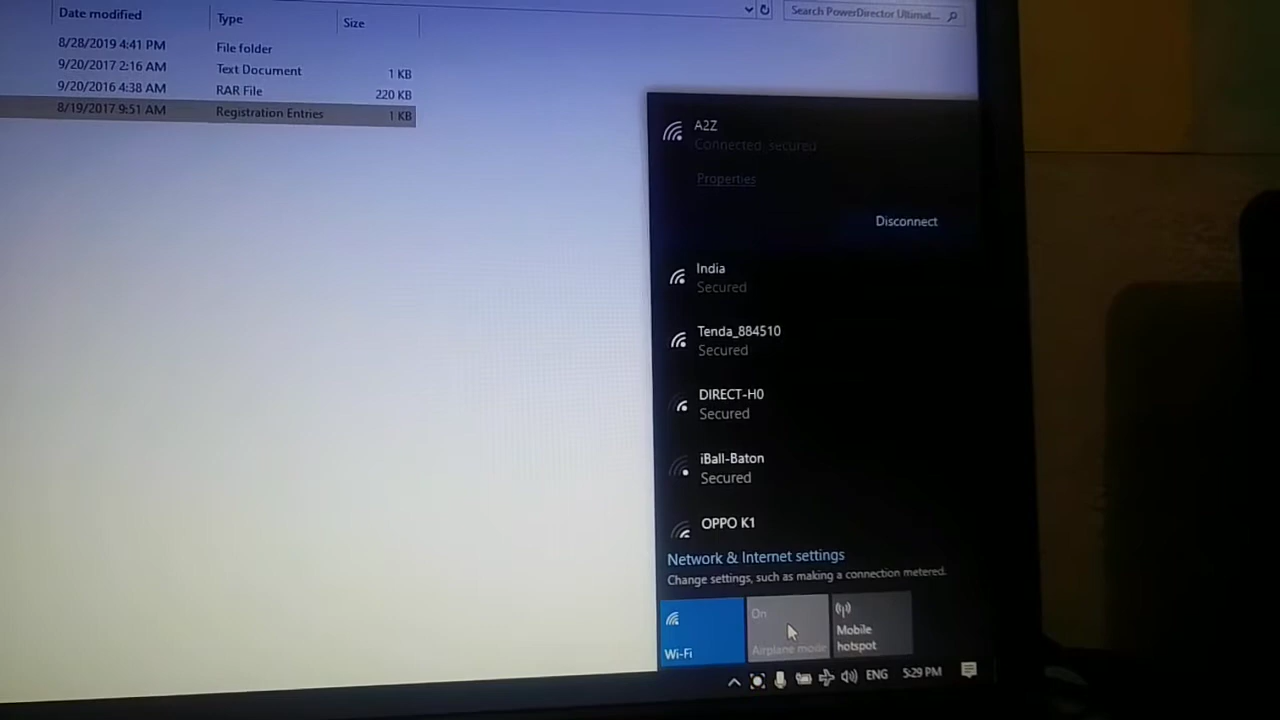 Date modified Type Size
Search PowerDirector Ultimat...
8/28/2019 4:41 PM File folder
9/20/2017 2:16 AM Text Document 1 KB
9/20/2016 4:38 AM RAR File 220 KB
8/19/2017 9:51 AM Registration Entries 1 KB
A2Z
Connected, secured
Properties
Disconnect
India
Secured
Tenda_884510
Secured
DIRECT-H0
Secured
iBall-Baton
Secured
OPPO K1
Network & Internet settings
Change settings, such as making a connection metered.
Wi-Fi
On
Airplane mode
Mobile
hotspot
ENG 5:29 PM